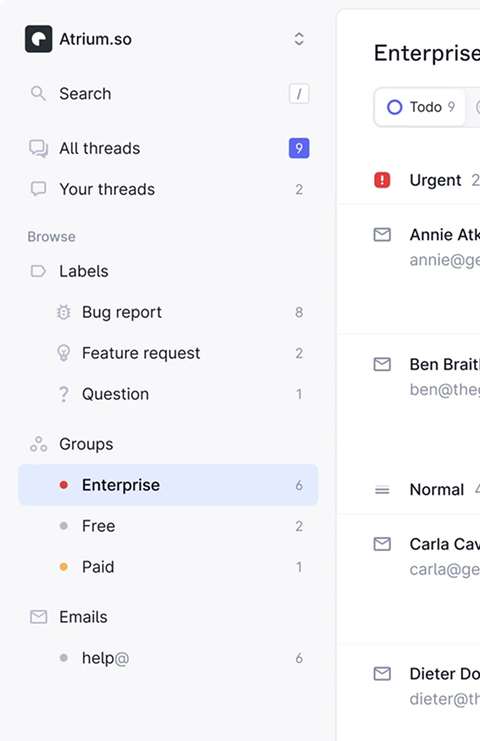 Atrium.so
Search /
All threads 9
Your threads 2
Browse
Labels
Bug report 8
Feature request 2
Question 1
Groups
Enterprise 6
Free 2
Paid 1
Emails
help@ 6
Enterprise
Todo 9
Urgent 2
Annie Atk
annie@ge
Ben Brait
ben@the
Normal 4
Carla Cav
carla@ge
Dieter Do
dieter@th